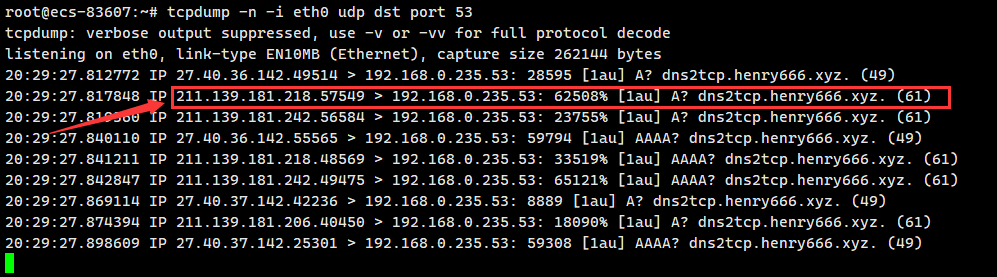 root@ecs-83607:~# tcpdump -n -i eth0 udp dst port 53
tcpdump: verbose output suppressed, use -v or -vv for full protocol decode
listening on eth0, link-type EN10MB (Ethernet), capture size 262144 bytes
20:29:27.812772 IP 27.40.36.142.49514 > 192.168.0.235.53: 28595 [1au] A? dns2tcp.henry666.xyz. (49)
20:29:27.817848 IP 211.139.181.218.57549 > 192.168.0.235.53: 62508% [1au] A? dns2tcp.henry666.xyz. (61)
IP 211.139.181.242.56584 > 192.168.0.235.53: 23755% [1au] A? dns2tcp.henry666.xyz. (61)
20:29:27.840110 IP 27.40.36.142.55565 > 192.168.0.235.53: 59794 [1au] AAAA? dns2tcp.henry666.xyz. (49)
20:29:27.841211 IP 211.139.181.218.48569 > 192.168.0.235.53: 33519% [1au] AAAA? dns2tcp.henry666.xyz. (61)
20:29:27.842847 IP 211.139.181.242.49475 > 192.168.0.235.53: 65121% [1au] AAAA? dns2tcp.henry666.xyz. (61)
20:29:27.869114 IP 27.40.37.142.42236 > 192.168.0.235.53: 8889 [1au] A? dns2tcp.henry666.xyz. (49)
20:29:27.874394 IP 211.139.181.206.40450 > 192.168.0.235.53: 18090% [1au] A? dns2tcp.henry666.xyz. (61)
20:29:27.898609 IP 27.40.37.142.25301 > 192.168.0.235.53: 59308 [1au] AAAA? dns2tcp.henry666.xyz. (49)